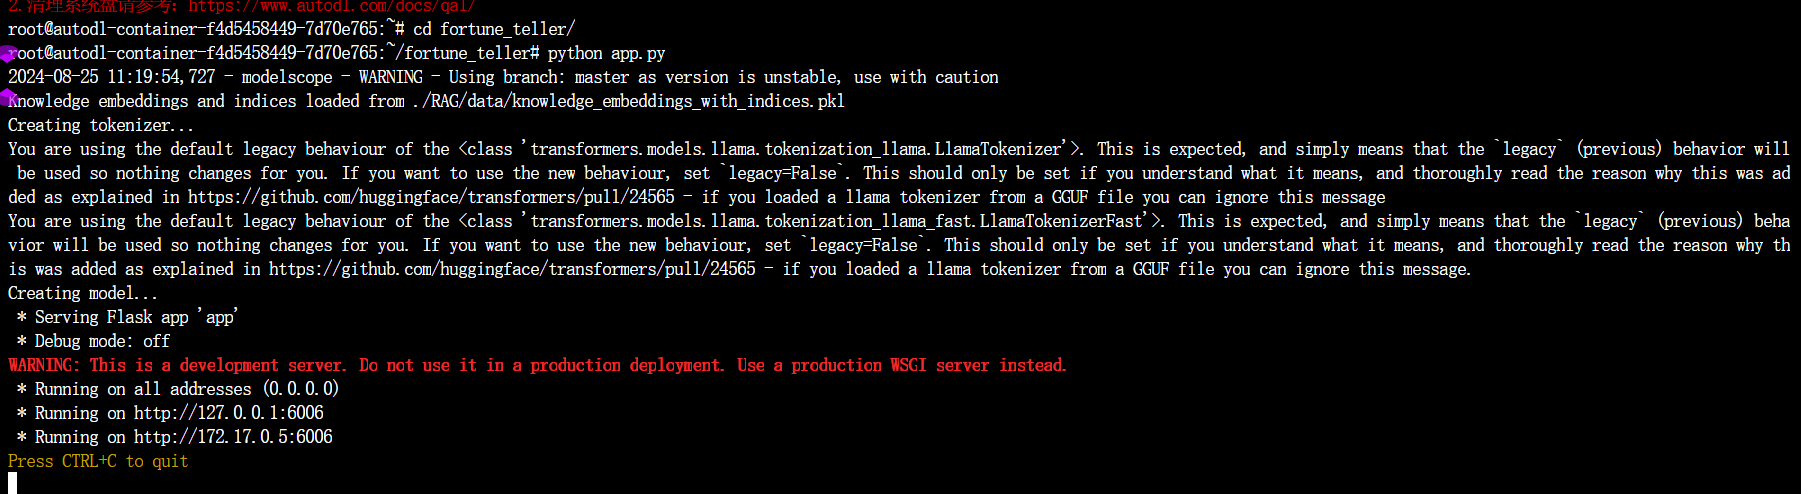 2.清理系统盘请参考：https://www.autodl.com/docs/qa1/
root@autodl-container-f4d5458449-7d70e765:~# cd fortune_teller/
root@autodl-container-f4d5458449-7d70e765:~/fortune_teller# python app.py
2024-08-25 11:19:54,727 - modelscope - WARNING - Using branch: master as version is unstable, use with caution
Knowledge embeddings and indices loaded from ./RAG/data/knowledge_embeddings_with_indices.pkl
Creating tokenizer...
You are using the default legacy behaviour of the <class 'transformers.models.llama.tokenization_llama.LlamaTokenizer'>. This is expected, and simply means that the `legacy` (previous) behavior will
be used so nothing changes for you. If you want to use the new behaviour, set `legacy=False`. This should only be set if you understand what it means, and thoroughly read the reason why this was ad
ded as explained in https://github.com/huggingface/transformers/pull/24565 - if you loaded a llama tokenizer from a GGUF file you can ignore this message
You are using the default legacy behaviour of the <class 'transformers.models.llama.tokenization_llama_fast.LlamaTokenizerFast'>. This is expected, and simply means that the `legacy` (previous) beha
vior will be used so nothing changes for you. If you want to use the new behaviour, set `legacy=False`. This should only be set if you understand what it means, and thoroughly read the reason why th
is was added as explained in https://github.com/huggingface/transformers/pull/24565 - if you loaded a llama tokenizer from a GGUF file you can ignore this message.
Creating model...
* Serving Flask app 'app'
* Debug mode: off
WARNING: This is a development server. Do not use it in a production deployment. Use a production WSGI server instead.
* Running on all addresses (0.0.0.0)
* Running on http://127.0.0.1:6006
* Running on http://172.17.0.5:6006
Press CTRL+C to quit